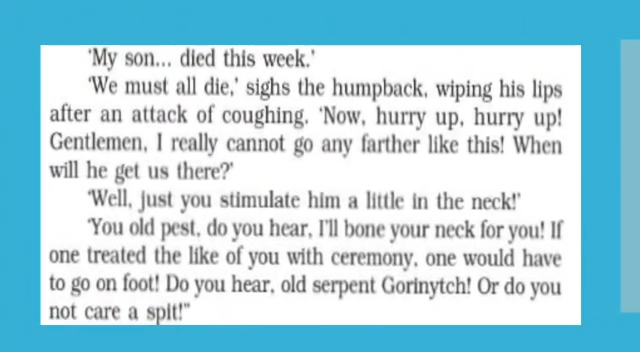 'My son... died this week.'
'We must all die,' sighs the humpback, wiping his lips
after an attack of coughing, 'Now, hurry up, hurry up!
Gentlemen, I really cannot go any farther like this! When
will he get us there?'
'Well, just you stimulate him a little in the neck!'
'You old pest, do you hear, I'll bone your neck for you! If
one treated the like of you with ceremony, one would have
to go on foot! Do you hear, old serpent Gorinytch! Or do you
not care a spit!"